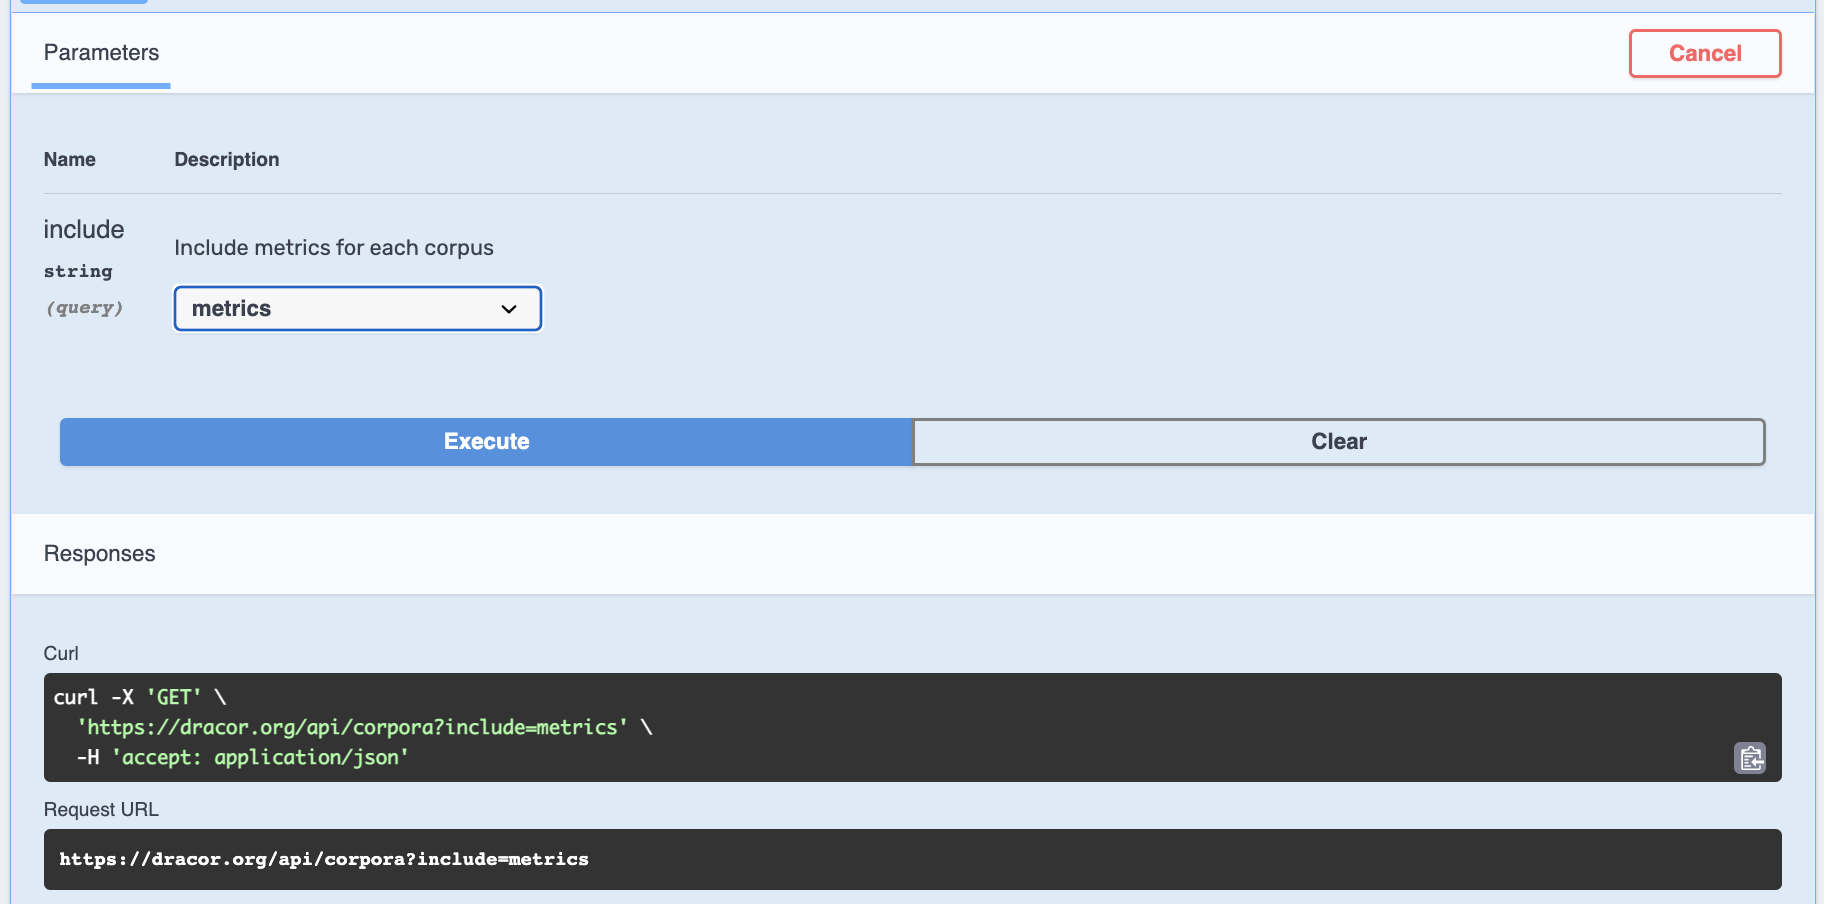 Parameters
Cancel
Name Description
include
Include metrics for each corpus
string
(query)
metrics
Execute
Clear
Responses
Curl
curl -X 'GET' \
  'https://dracor.org/api/corpora?include=metrics' \
  -H 'accept: application/json'
Request URL
https://dracor.org/api/corpora?include=metrics